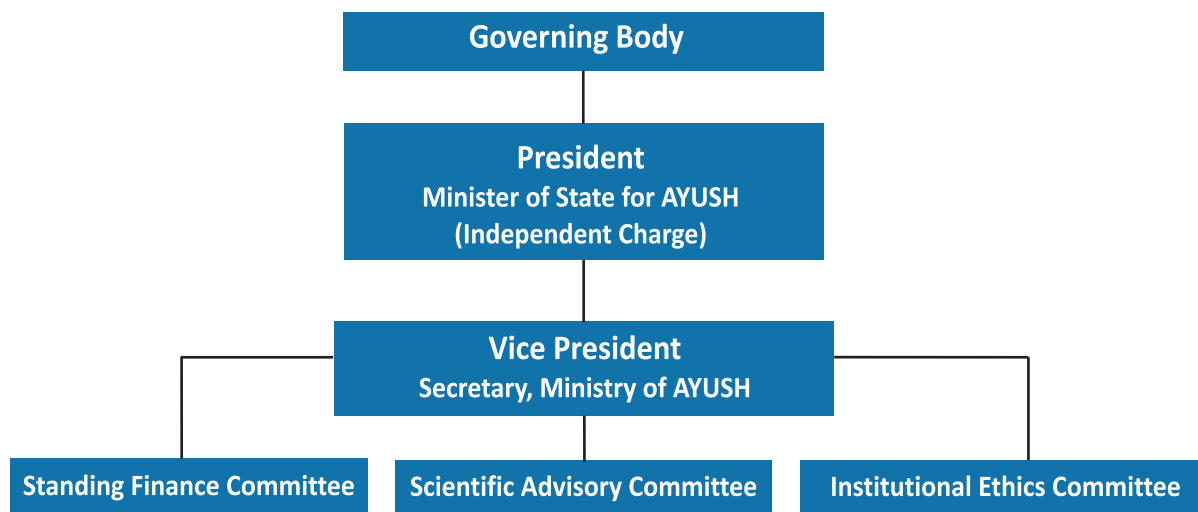 Governing Body
President
Minister of State for AYUSH
(Independent Charge)
Vice President
Secretary, Ministry of AYUSH
Standing Finance Committee
Scientific Advisory Committee
Institutional Ethics Committee